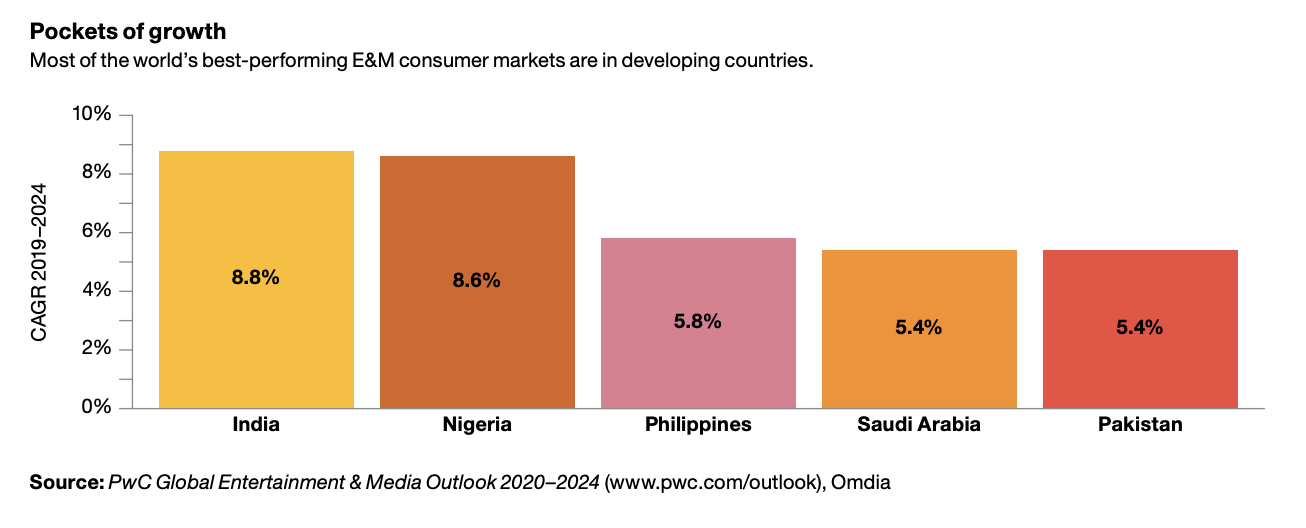 Pockets of growth
Most of the world’s best-performing E&M consumer markets are in developing countries.
CAGR 2019–2024
10%
8%
6%
4%
2%
0%
8.8%
8.6%
5.8%
5.4%
5.4%
India
Nigeria
Philippines
Saudi Arabia
Pakistan
Source: PwC Global Entertainment & Media Outlook 2020–2024 (www.pwc.com/outlook), Omdia